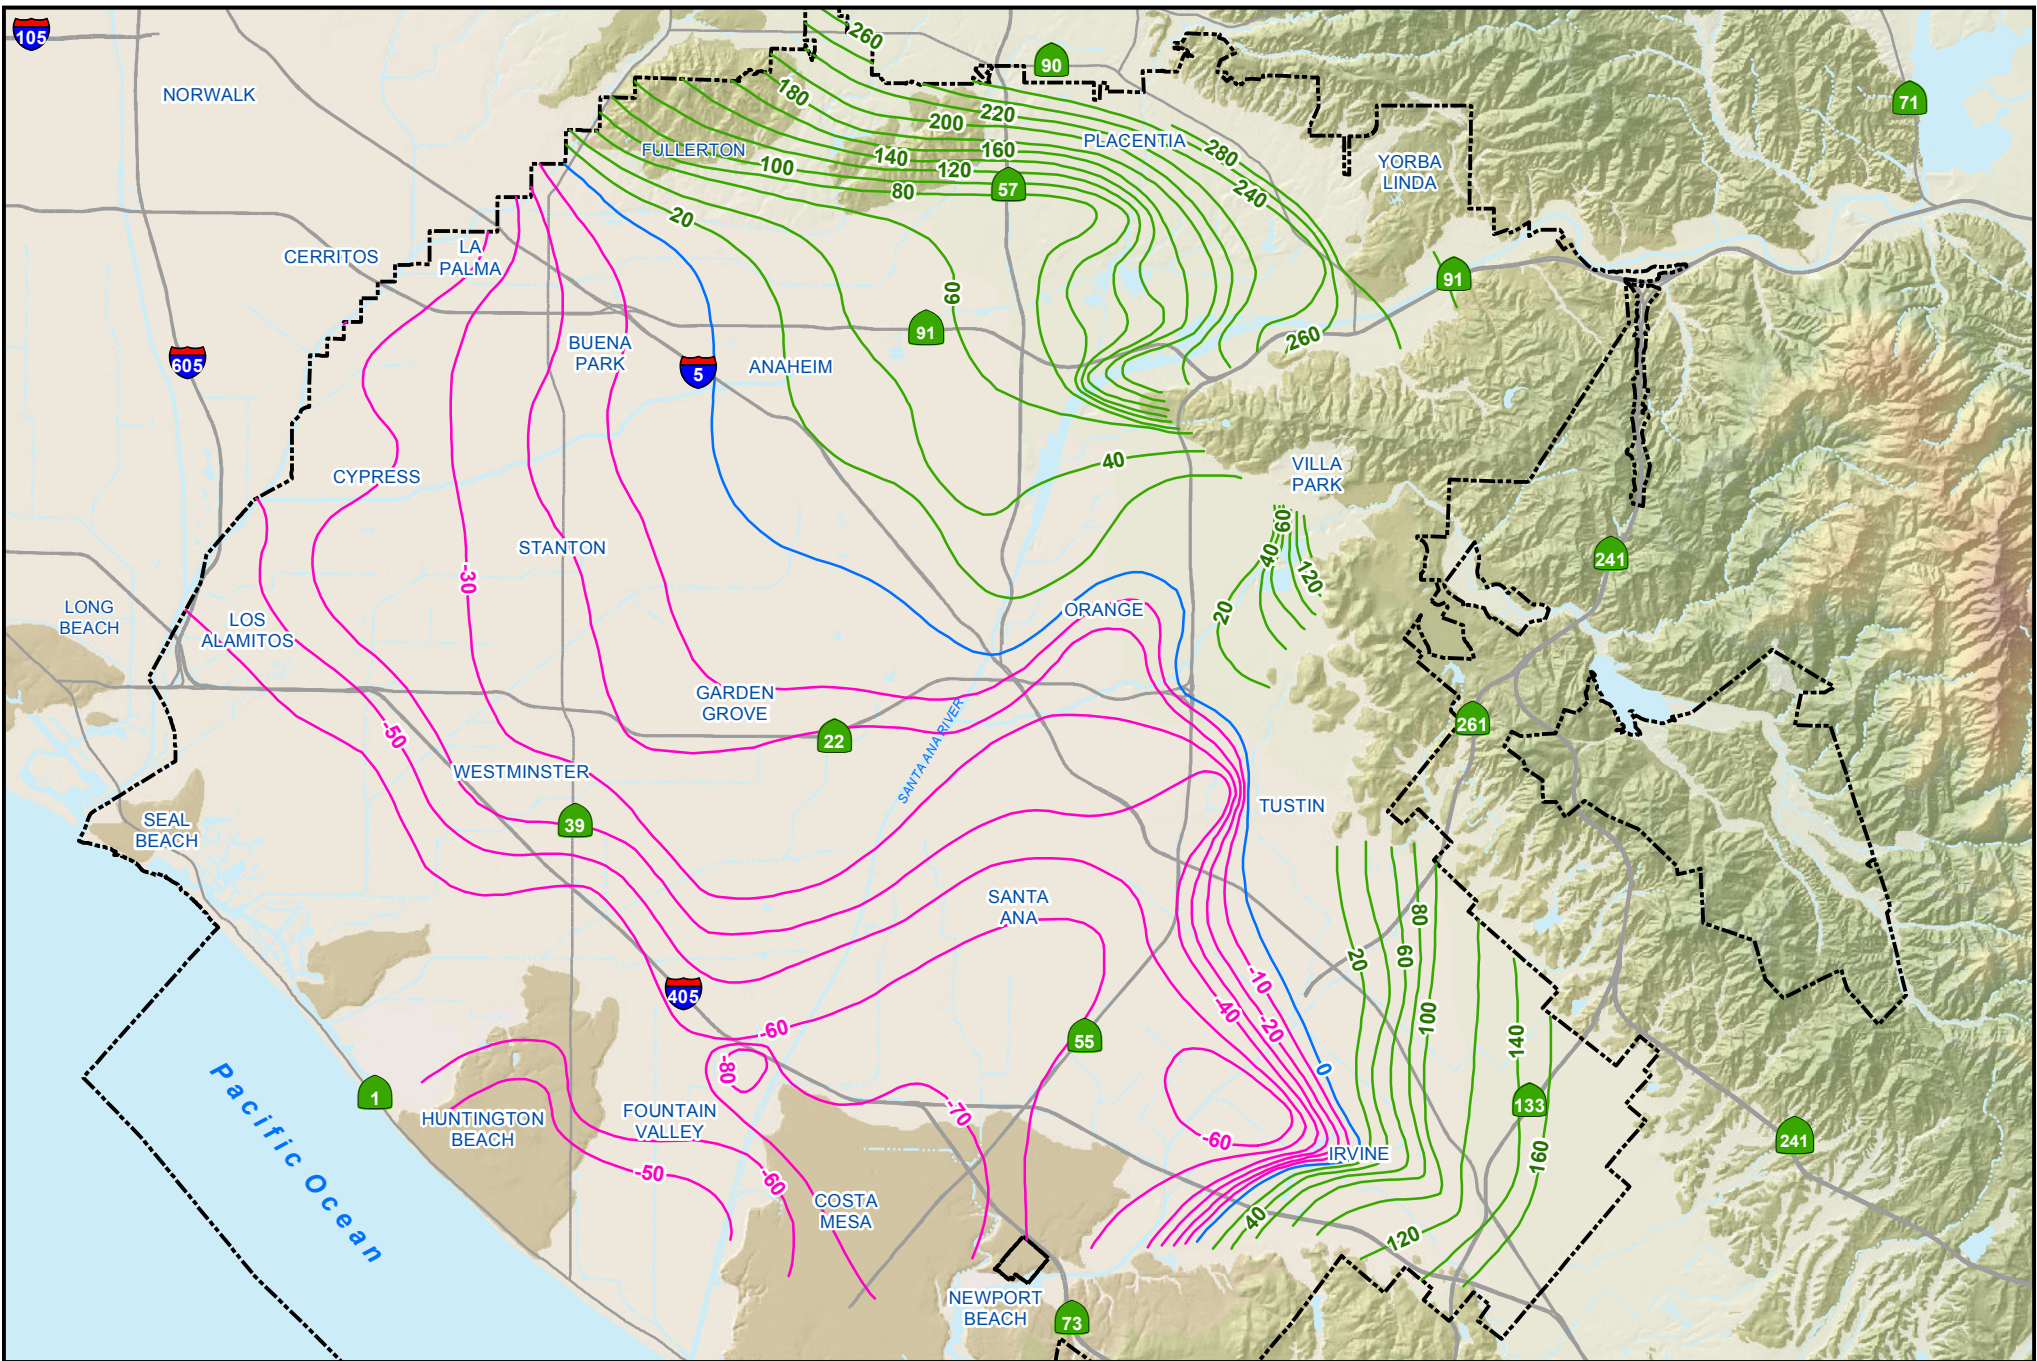 105
260
90
NORWALK
180
71
220
200
PLACENTIA
FULLERTON
140
160
280
YORBA
LINDA
100
120
80
57
240
20
CERRITOS
LA
PALMA
91
60
91
260
BUENA
PARK
605
5
ANAHEIM
40
CYPRESS
VILLA
PARK
60
STANTON
40
241
-30
120
LONG
BEACH
LOS
ALAMITOS
ORANGE
20
GARDEN
GROVE
261
-50
22
SANTA ANA RIVER
WESTMINSTER
TUSTIN
SEAL
BEACH
39
SANTA
ANA
80
60
20
-10
405
-40
100
-20
-60
140
55
0
-80
1
HUNTINGTON
BEACH
FOUNTAIN
VALLEY
-70
133
241
-60
IRVINE
160
Pacific Ocean
-50
-60
COSTA
MESA
40
120
NEWPORT
BEACH
73